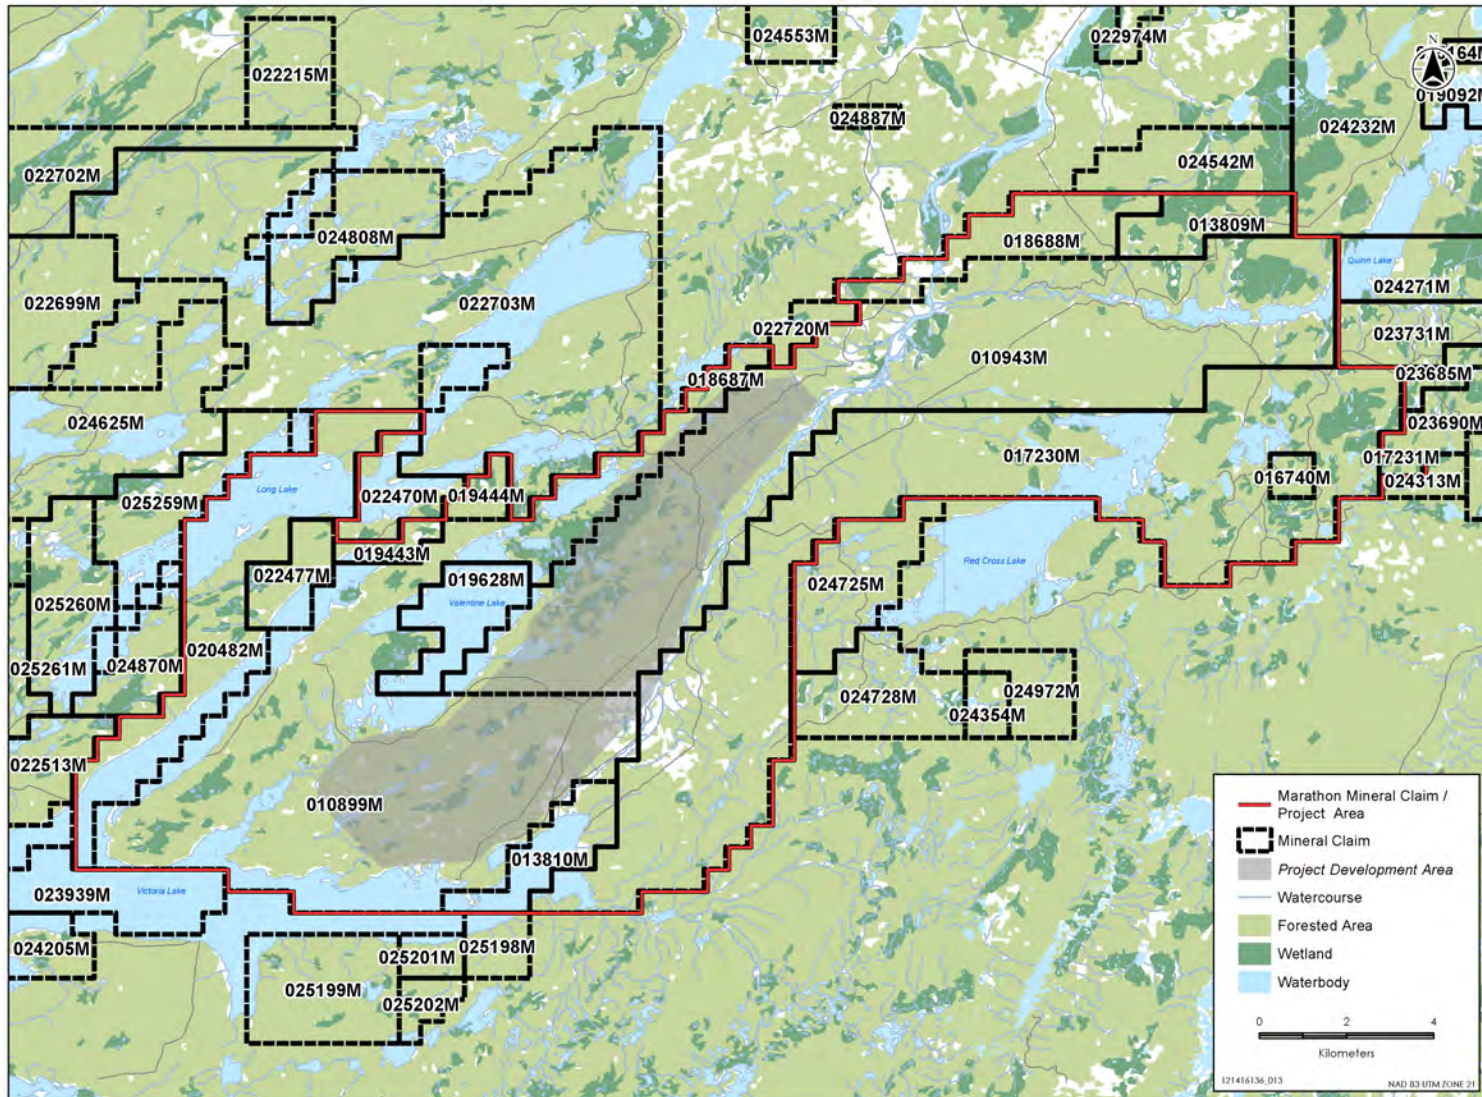 024553M
022974M
022215M
N
164M
019092M
024887M
024232M
022702M
024542M
024808M
018688M
013809M
Quinn Lake
022699M
022703M
024271M
022720M
023731M
010943M
018687M
023685M
024625M
023690M
017230M
017231M
016740M
024313M
025259M
Long Lake
022470M
019444M
019443M
022477M
019628M
Red Cross Lake
024725M
Valentine Lake
025260M
020482M
025261M
024870M
024728M
024972M
024354M
022513M
010899M
013810M
023939M
Victoria Lake
024205M
025198M
025201M
025199M
025202M
Marathon Mineral Claim /
Project Area
Mineral Claim
Project Development Area
Watercourse
Forested Area
Wetland
Waterbody
0 2 4
Kilometers
121416136_013
NAD 83 UTM ZONE 21